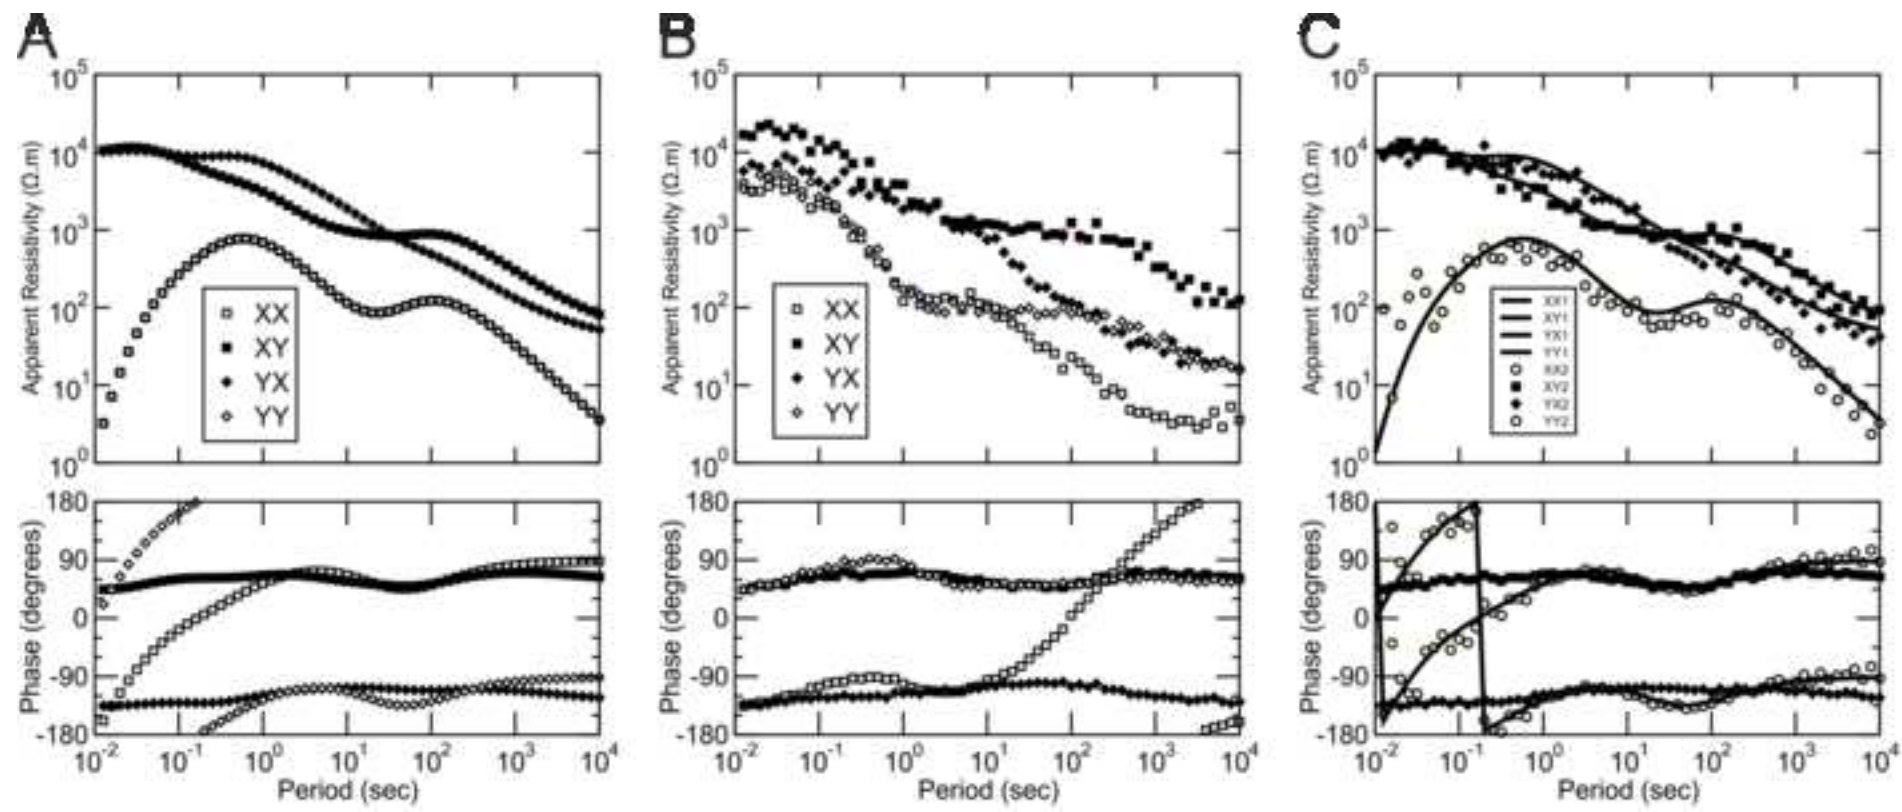 A
B
C
10^5
10^4
10^3
10^2
10^1
10^0
Apparent Resistivity (Ω.m)
XX
XY
YX
YY
180
90
0
-90
-180
Phase (degrees)
10^-2 10^-1 10^0 10^1 10^2 10^3 10^4
Period (sec)
10^5
10^4
10^3
10^2
10^1
10^0
Apparent Resistivity (Ω.m)
XX
XY
YX
YY
180
90
0
-90
-180
Phase (degrees)
10^-2 10^-1 10^0 10^1 10^2 10^3 10^4
Period (sec)
10^5
10^4
10^3
10^2
10^1
10^0
Apparent Resistivity (Ω.m)
XX1
XY1
YX1
YY1
XX2
XY2
YX2
YY2
180
90
0
-90
-180
Phase (degrees)
10^-2 10^-1 10^0 10^1 10^2 10^3 10^4
Period (sec)